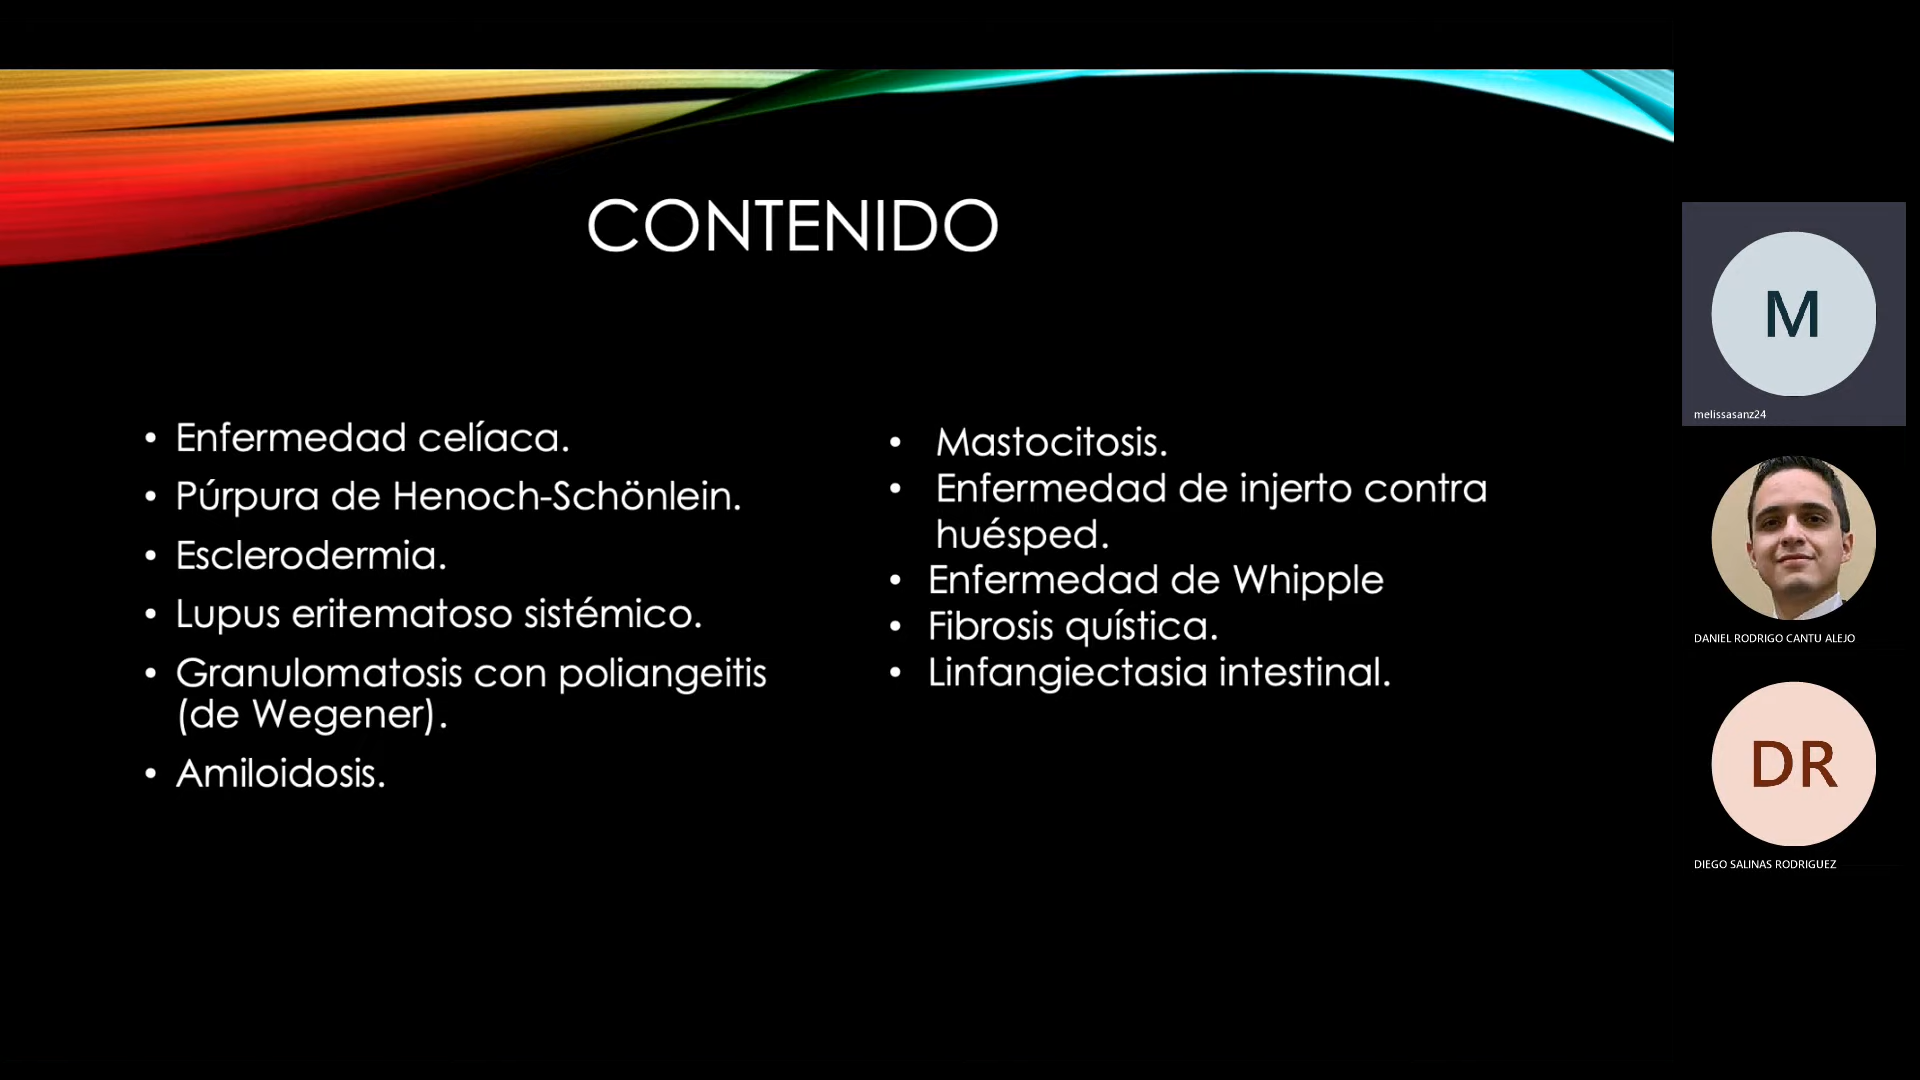 CONTENIDO
• Enfermedad celíaca.
• Púrpura de Henoch-Schönlein.
• Esclerodermia.
• Lupus eritematoso sistémico.
• Granulomatosis con poliangeitis
(de Wegener).
• Amiloidosis.
• Mastocitosis.
• Enfermedad de injerto contra
huésped.
• Enfermedad de Whipple
• Fibrosis quística.
• Linfangiectasia intestinal.
M
melissasanz24
DANIEL RODRIGO CANTU ALEJO
DR
DIEGO SALINAS RODRIGUEZ